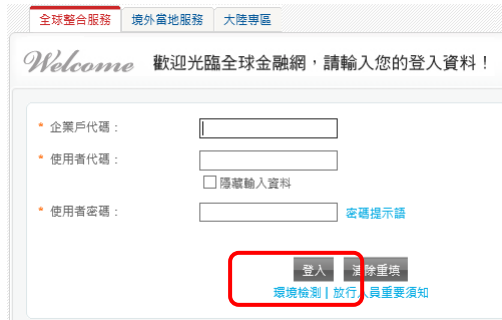 全球整合服務 境外當地服務 大陸專區
Welcome 歡迎光臨全球金融網，請輸入您的登入資料！
* 企業戶代碼：
* 使用者代碼：
隱藏輸入資料
* 使用者密碼： 密碼提示語
登入 清除重填
環境檢測 | 放行人員重要須知